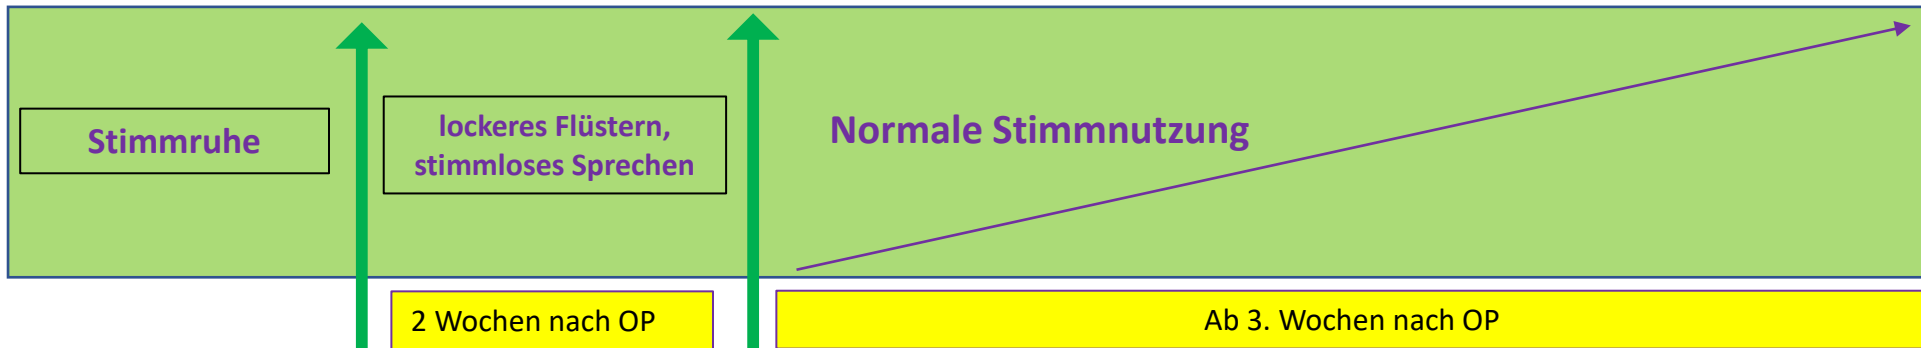 Stimmruhe
lockeres Flüstern,
stimmloses Sprechen
Normale Stimmnutzung
2 Wochen nach OP
Ab 3. Wochen nach OP